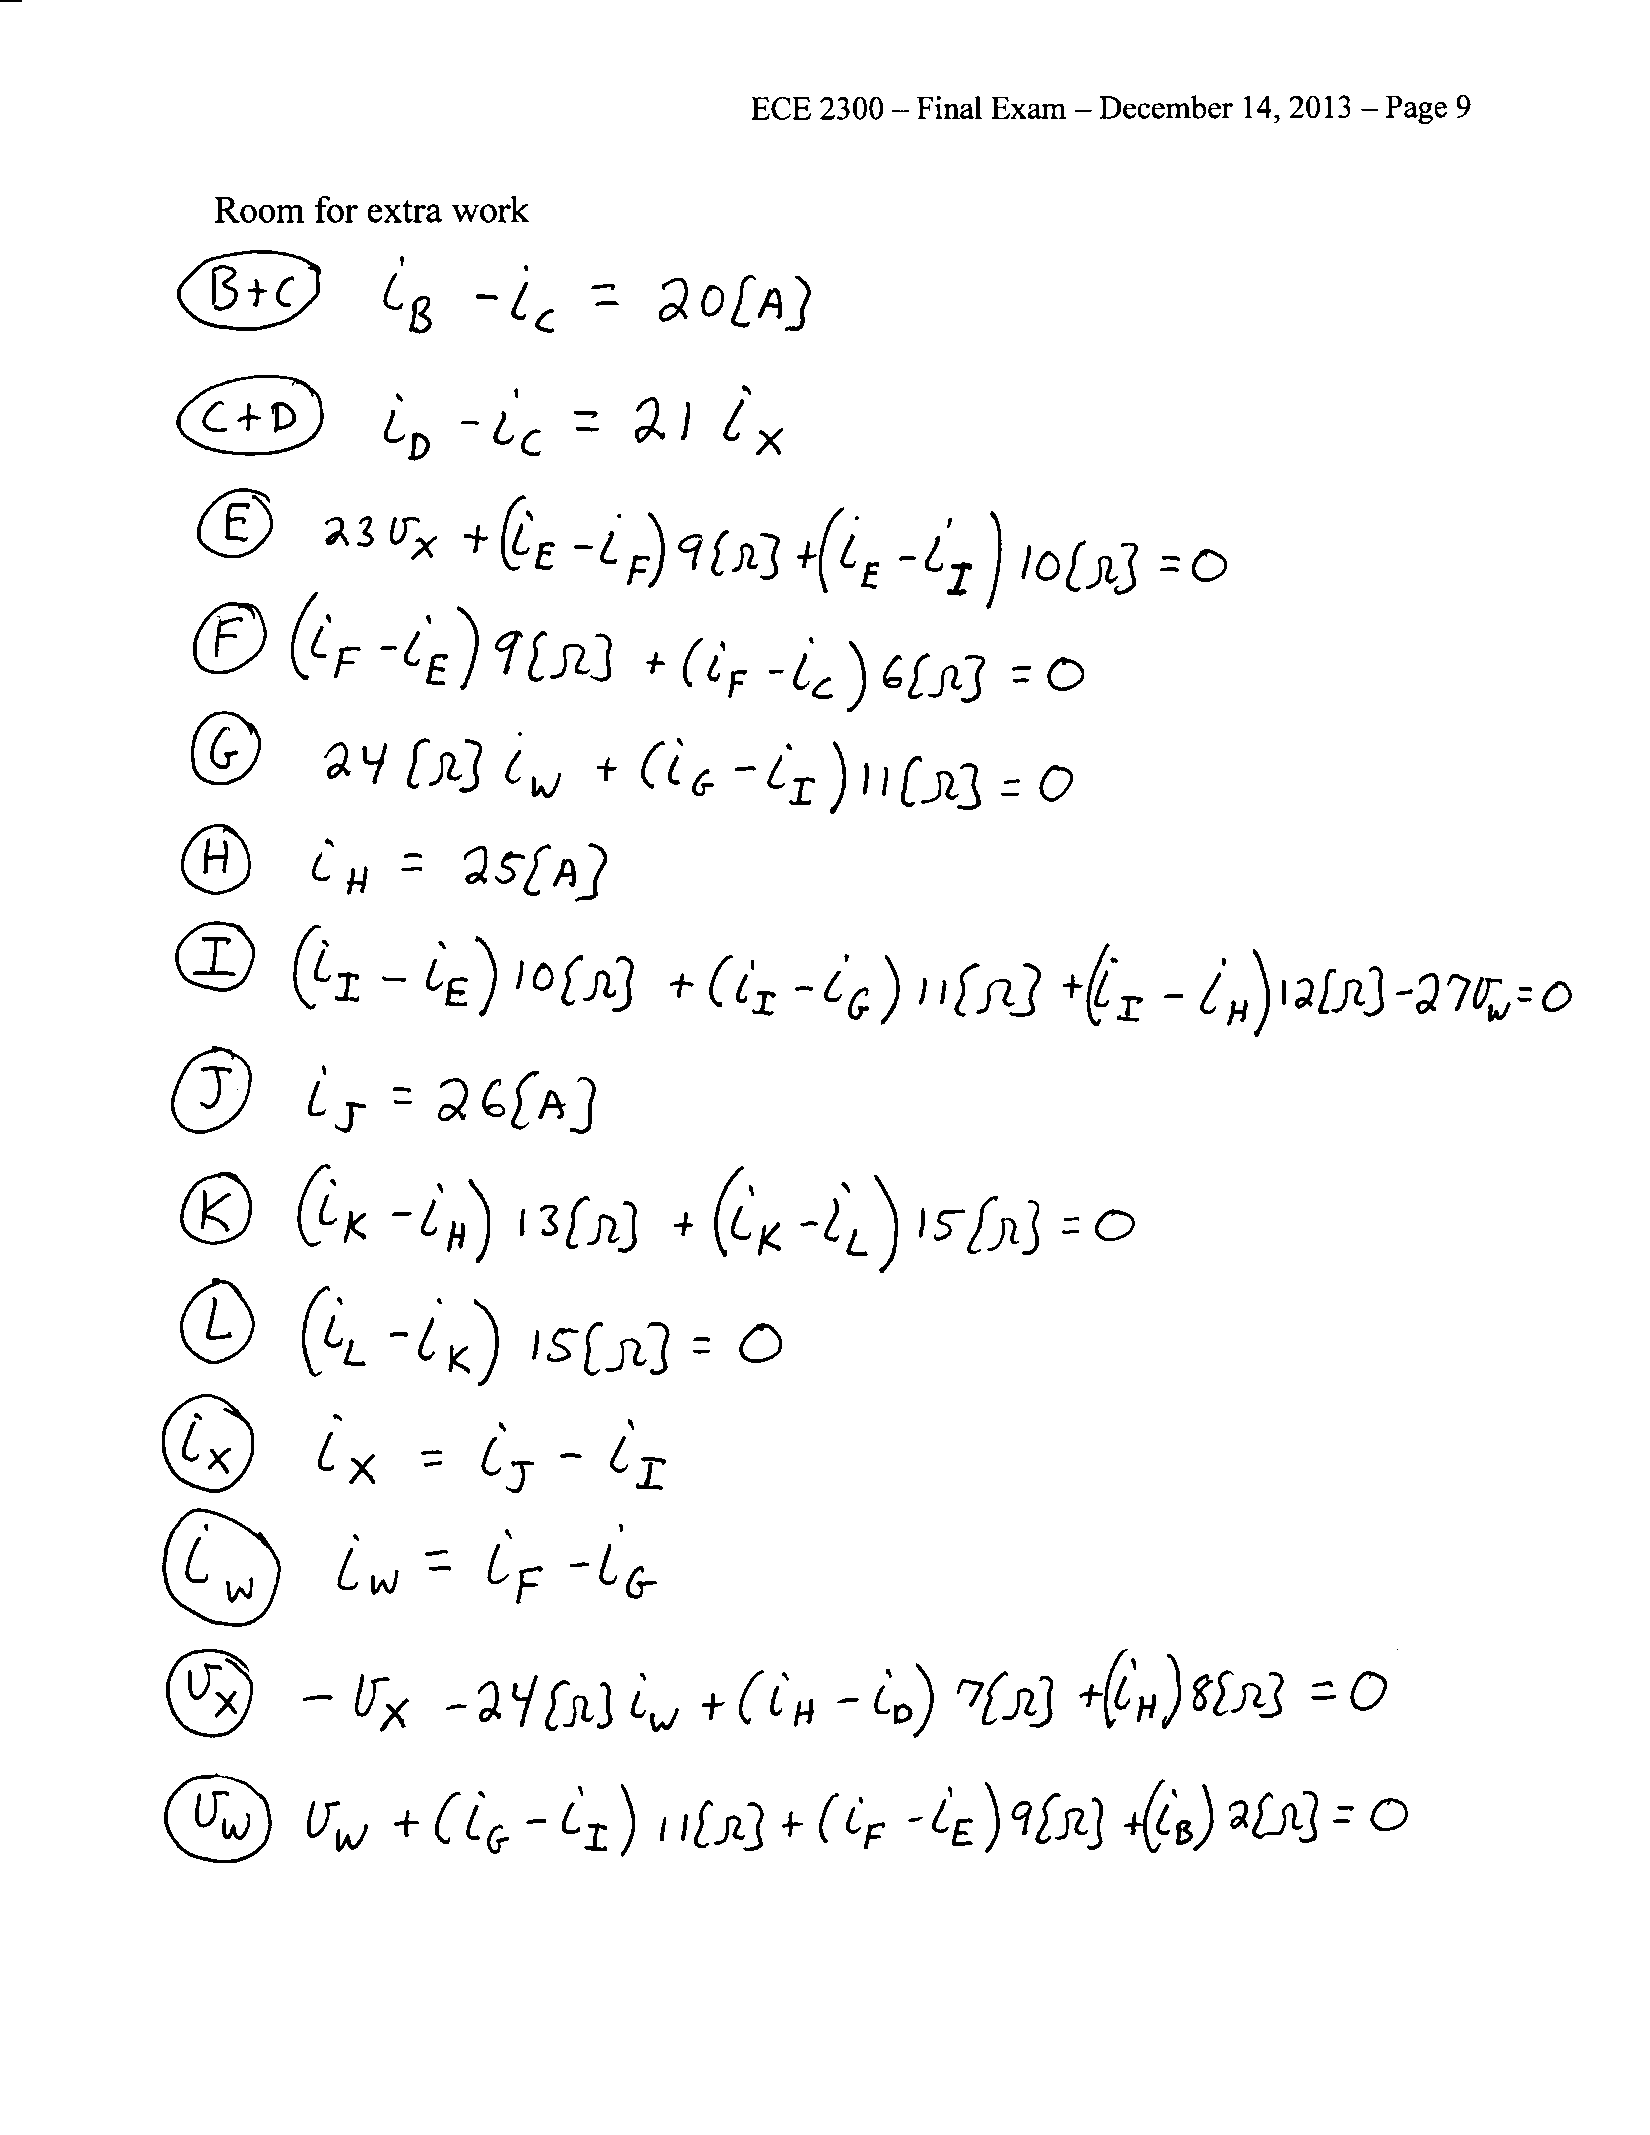 ECE 2300 – Final Exam – December 14, 2013 – Page 9
Room for extra work
B+C i_B - i_C = 20[A]
C+D i_D - i_C = 21 i_X
E 23 v_X + (i_E - i_F) 9[Ω] + (i_E - i_I) 10[Ω] = 0
F (i_F - i_E) 9[Ω] + (i_F - i_C) 6[Ω] = 0
G 24[Ω] i_W + (i_G - i_I) 11[Ω] = 0
H i_H = 25[A]
I (i_I - i_E) 10[Ω] + (i_I - i_G) 11[Ω] + (i_I - i_H) 12[Ω] - 27 v_W = 0
J i_J = 26[A]
K (i_K - i_H) 13[Ω] + (i_K - i_L) 15[Ω] = 0
L (i_L - i_K) 15[Ω] = 0
i_X i_X = i_J - i_I
i_W i_W = i_F - i_G
v_X - v_X - 24[Ω] i_W + (i_H - i_D) 7[Ω] + (i_H) 8[Ω] = 0
v_W v_W + (i_G - i_I) 11[Ω] + (i_F - i_E) 9[Ω] + (i_B) 2[Ω] = 0